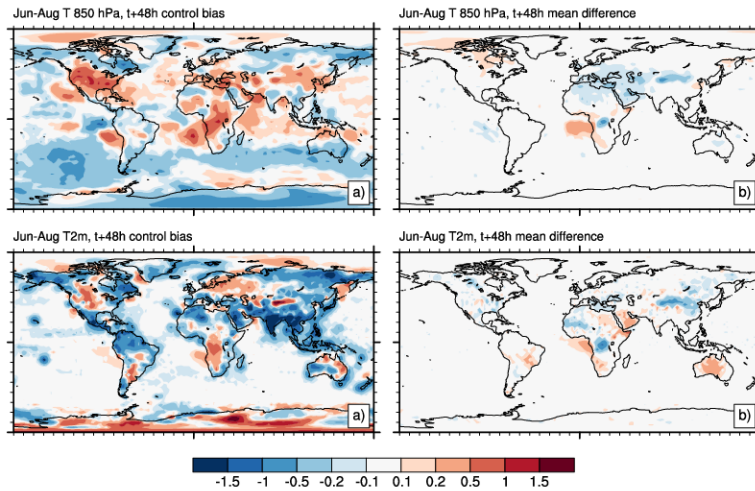 Jun-Aug T 850 hPa, t+48h control bias
Jun-Aug T 850 hPa, t+48h mean difference
a)
b)
Jun-Aug T2m, t+48h control bias
Jun-Aug T2m, t+48h mean difference
a)
b)
-1.5 -1 -0.5 -0.2 -0.1 0.1 0.2 0.5 1 1.5